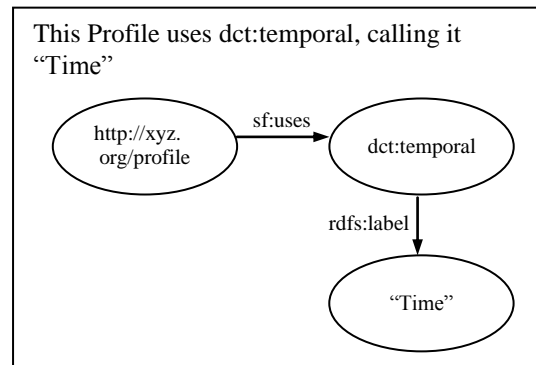 This Profile uses dct:temporal, calling it
“Time”
http://xyz.
org/profile
sf:uses
dct:temporal
rdfs:label
“Time”